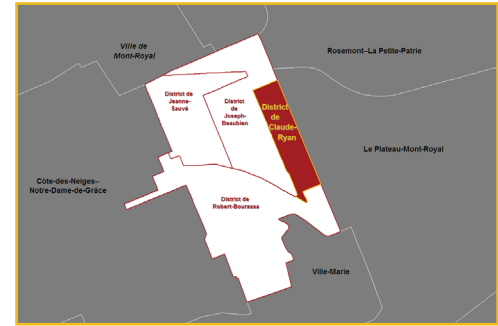 Ville de
Mont-Royal
Rosemont–La Petite-Patrie
District de
Jeanne-
Sauvé
District
de
Joseph-
Beaubien
District
de
Claude-
Ryan
Le Plateau-Mont-Royal
Côte-des-Neiges–
Notre-Dame-de-Grâce
District de
Robert-Bourassa
Ville-Marie